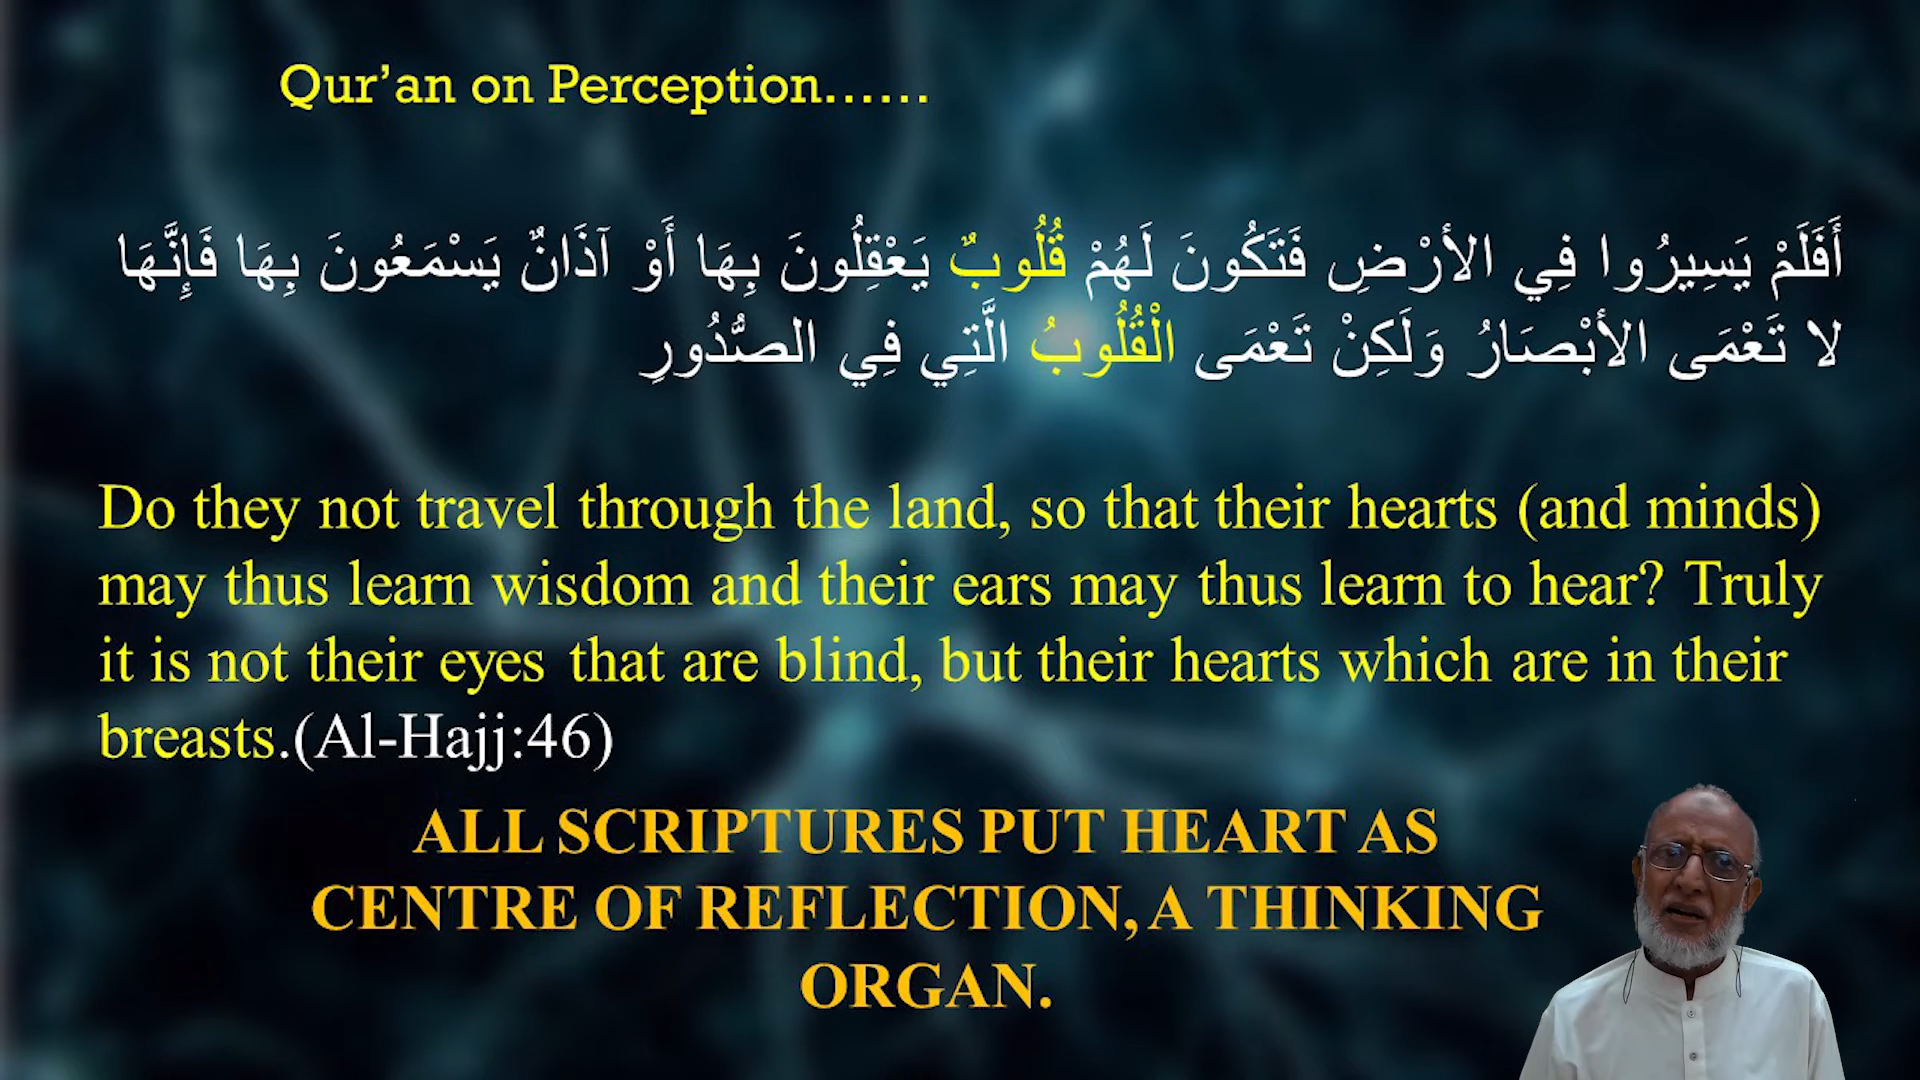 Qur’an on Perception......
أَفَلَمْ يَسِيرُوا فِي الأرْضِ فَتَكُونَ لَهُمْ قُلُوبٌ يَعْقِلُونَ بِهَا أَوْ آذَانٌ يَسْمَعُونَ بِهَا فَإِنَّهَا
لا تَعْمَى الأبْصَارُ وَلَكِنْ تَعْمَى الْقُلُوبُ الَّتِي فِي الصُّدُورِ
Do they not travel through the land, so that their hearts (and minds)
may thus learn wisdom and their ears may thus learn to hear? Truly
it is not their eyes that are blind, but their hearts which are in their
breasts.(Al-Hajj:46)
ALL SCRIPTURES PUT HEART AS
CENTRE OF REFLECTION, A THINKING
ORGAN.